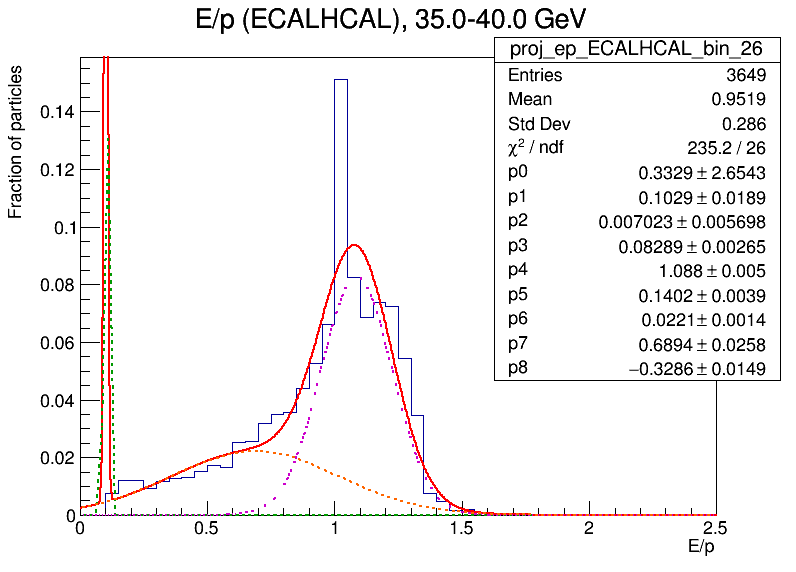 E/p (ECALHCAL), 35.0-40.0 GeV
proj_ep_ECALHCAL_bin_26
Entries 3649
Mean 0.9519
Std Dev 0.286
χ² / ndf 235.2 / 26
p0 0.3329 ± 2.6543
p1 0.1029 ± 0.0189
p2 0.007023 ± 0.005698
p3 0.08289 ± 0.00265
p4 1.088 ± 0.005
p5 0.1402 ± 0.0039
p6 0.0221 ± 0.0014
p7 0.6894 ± 0.0258
p8 −0.3286 ± 0.0149
Fraction of particles
0.14
0.12
0.1
0.08
0.06
0.04
0.02
0
0 0.5 1 1.5 2 2.5
E/p